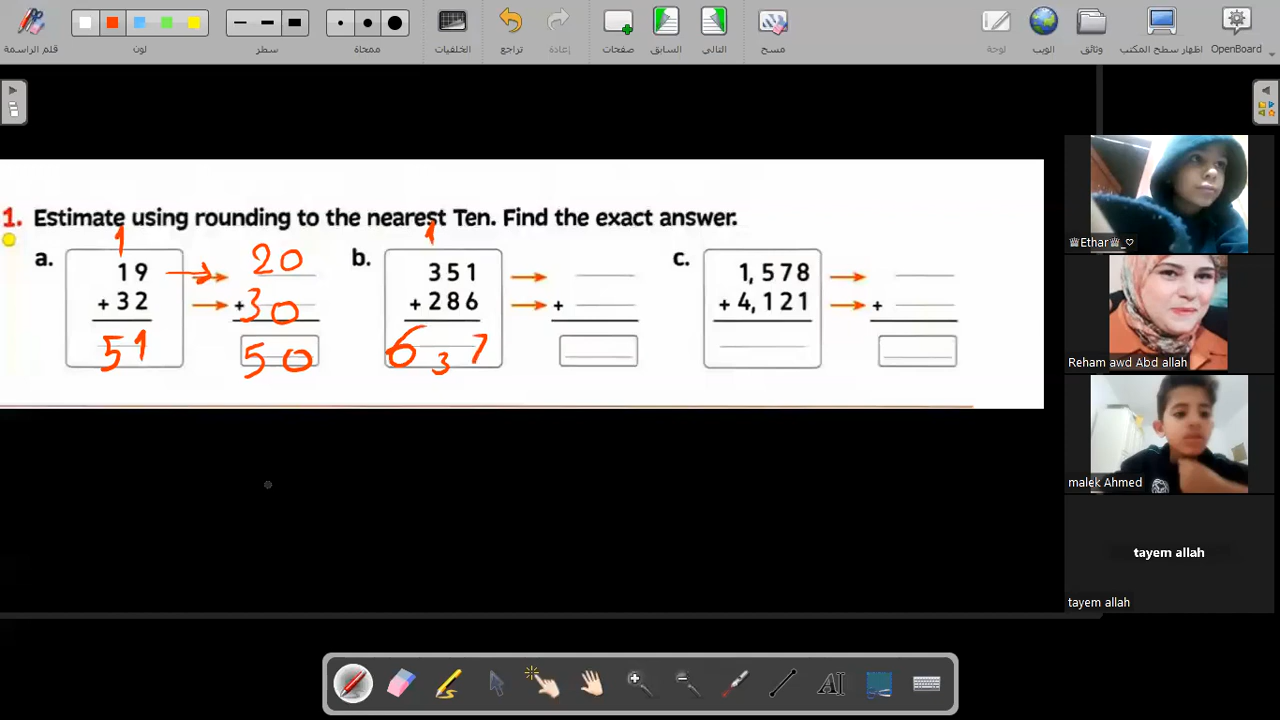 قلم الراسمة
لون
سطر
ممحاة
الخلفيات
تراجع
إعادة
صفحات
السابق
التالي
مسح
لوحة
الويب
وثائق
اظهار سطح المكتب
OpenBoard
1. Estimate using rounding to the nearest Ten. Find the exact answer.
a.
1
19
+ 32
51
20
+ 30
50
b.
1
351
+ 286
637
+
c.
1,578
+ 4,121
+
♕Ethar♕_♡
Reham awd Abd allah
malek Ahmed
tayem allah
tayem allah
AI